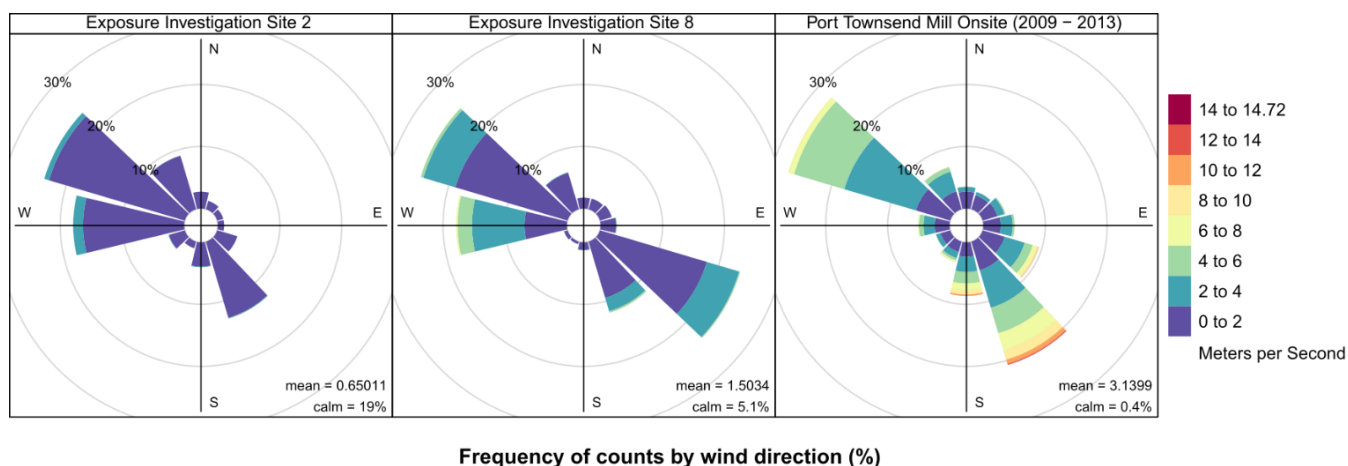 Exposure Investigation Site 2
N
30%
20%
10%
W
E
S
mean = 0.65011
calm = 19%
Exposure Investigation Site 8
N
30%
20%
10%
W
E
S
mean = 1.5034
calm = 5.1%
Port Townsend Mill Onsite (2009 − 2013)
N
30%
20%
10%
W
E
S
mean = 3.1399
calm = 0.4%
14 to 14.72
12 to 14
10 to 12
8 to 10
6 to 8
4 to 6
2 to 4
0 to 2
Meters per Second
Frequency of counts by wind direction (%)